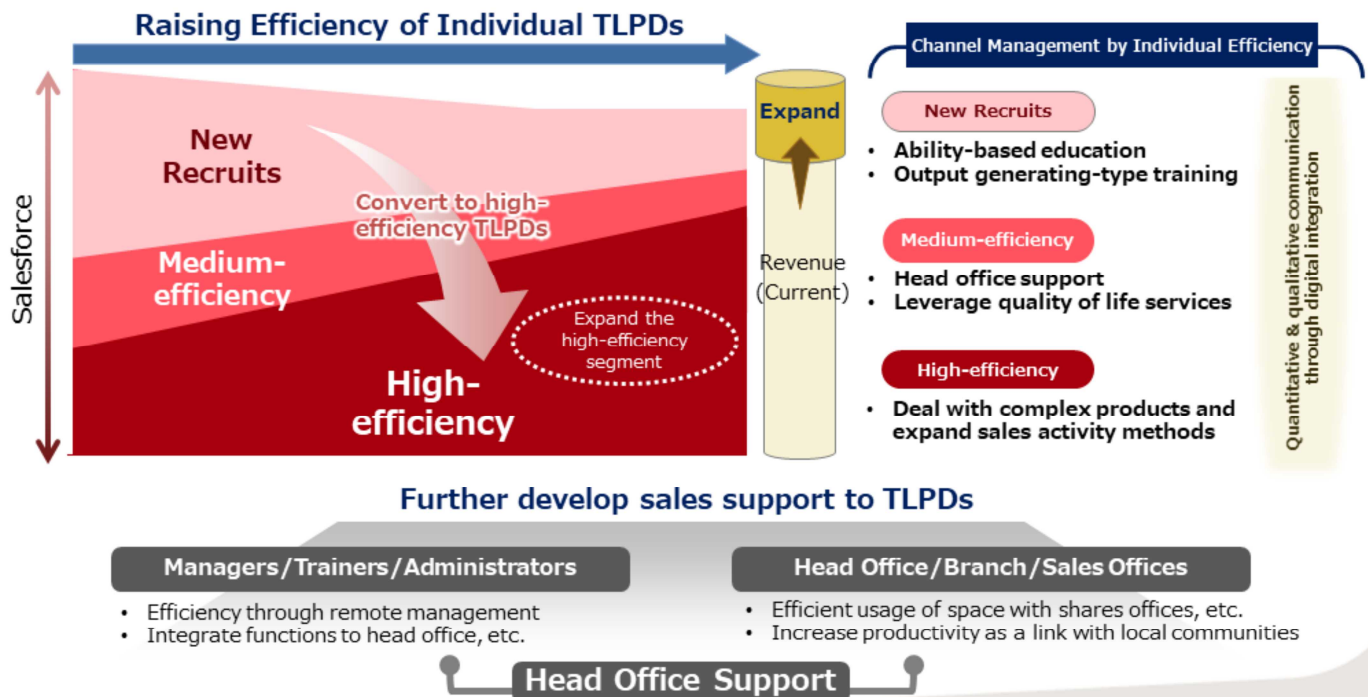 Raising Efficiency of Individual TLPDs
Salesforce
New
Recruits
Convert to high-
efficiency TLPDs
Medium-
efficiency
Expand the
high-efficiency
segment
High-
efficiency
Expand
Revenue
(Current)
Channel Management by Individual Efficiency
New Recruits
• Ability-based education
• Output generating-type training
Medium-efficiency
• Head office support
• Leverage quality of life services
High-efficiency
• Deal with complex products and
expand sales activity methods
Quantitative & qualitative communication
through digital integration
Further develop sales support to TLPDs
Managers/Trainers/Administrators
• Efficiency through remote management
• Integrate functions to head office, etc.
Head Office/Branch/Sales Offices
• Efficient usage of space with shares offices, etc.
• Increase productivity as a link with local communities
Head Office Support